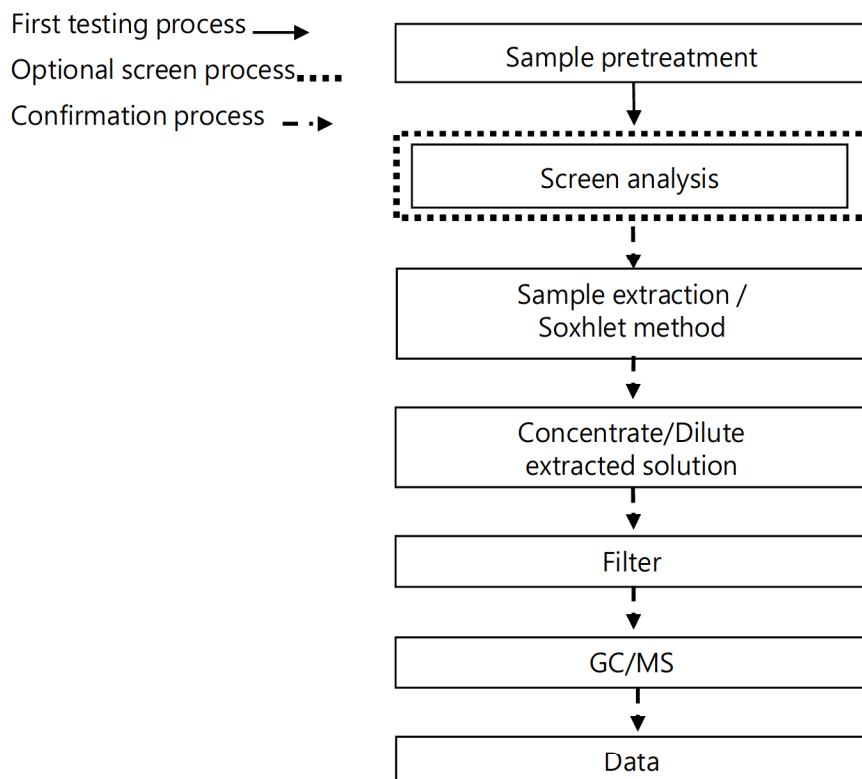 First testing process
Optional screen process
Confirmation process
Sample pretreatment
Screen analysis
Sample extraction /
Soxhlet method
Concentrate/Dilute
extracted solution
Filter
GC/MS
Data